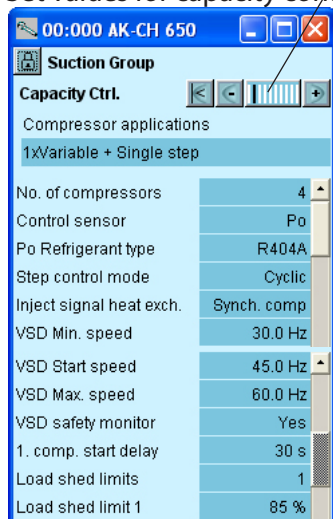 00:000 AK-CH 650
Suction Group
Capacity Ctrl.
Compressor applications
1xVariable + Single step
No. of compressors 4
Control sensor Po
Po Refrigerant type R404A
Step control mode Cyclic
Inject signal heat exch. Synch. comp
VSD Min. speed 30.0 Hz
VSD Start speed 45.0 Hz
VSD Max. speed 60.0 Hz
VSD safety monitor Yes
1. comp. start delay 30 s
Load shed limits 1
Load shed limit 1 85 %